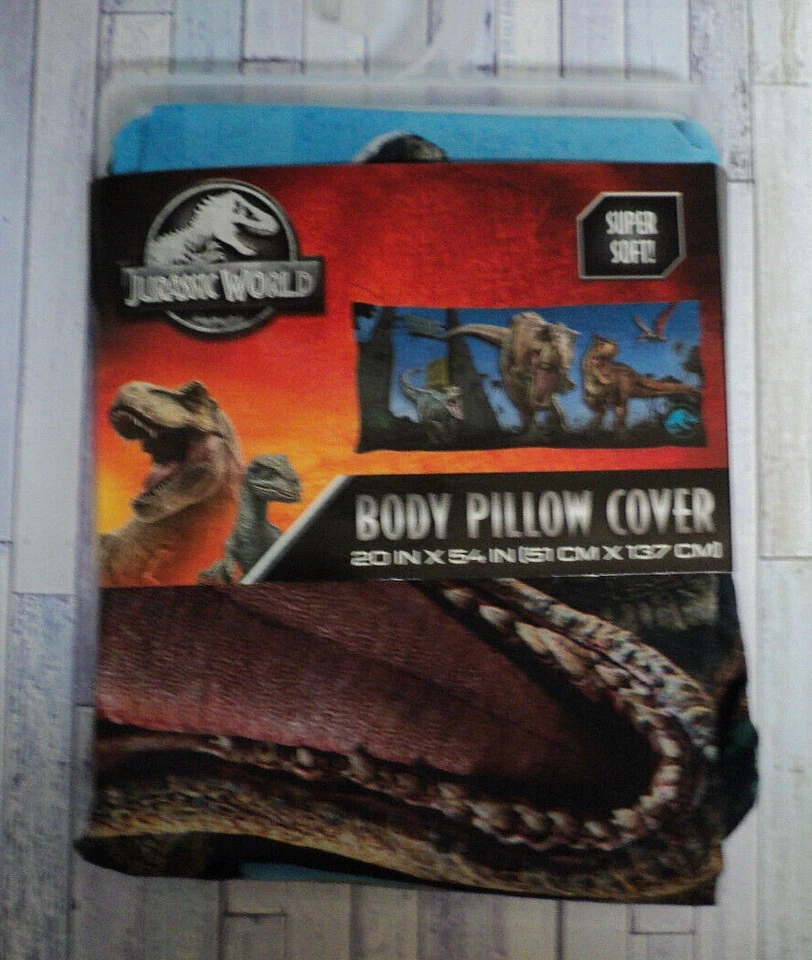 JURASSIC WORLD
SUPER
SOFT!
BODY PILLOW COVER
20 IN X 54 IN (51 CM X 137 CM)